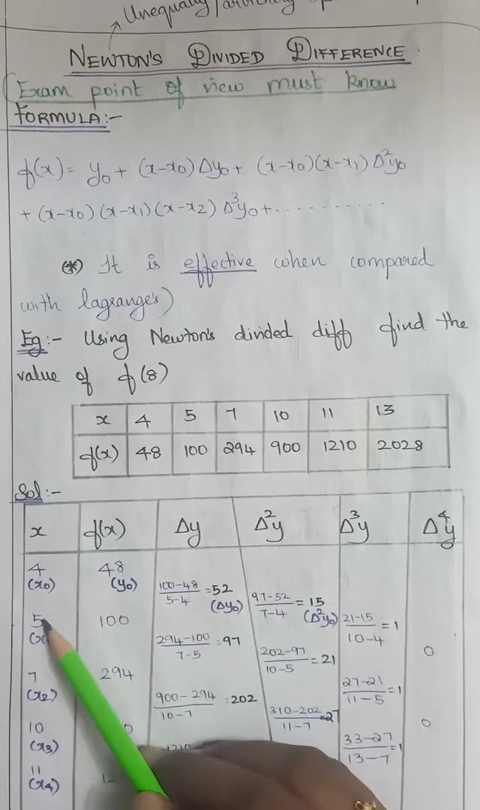 Unequally/
NEWTON'S DIVIDED DIFFERENCE
(Exam point of view must know
FORMULA:-
f(x) = y₀ + (x-x₀) Δy₀ + (x-x₀)(x-x₁) Δ²y₀
+ (x-x₀) (x-x₁) (x-x₂) Δ³y₀ + ..........
(*) It is effective when compared
with lagrange's)
Eg:- Using Newton's divided diff find the
value of f(8)
x 4 5 7 10 11 13
f(x) 48 100 294 900 1210 2028
Sol:-
x f(x) Δy Δ²y Δ³y Δ⁴y
4 48
(x₀) (y₀) 100-48/5-4 = 52 97-52/7-4 = 15
(Δy₀) (Δ²y₀) 21-15/10-4 = 1
5 100
294-100/7-5 = 97 202-97/10-5 = 21 0
7 294 27-21/11-5 = 1
(x₂) 900-294/10-7 = 202 310-202/11-7 = 27
10 0 0
(x₃) 33-27/13-7 = 1
11
(x₄)